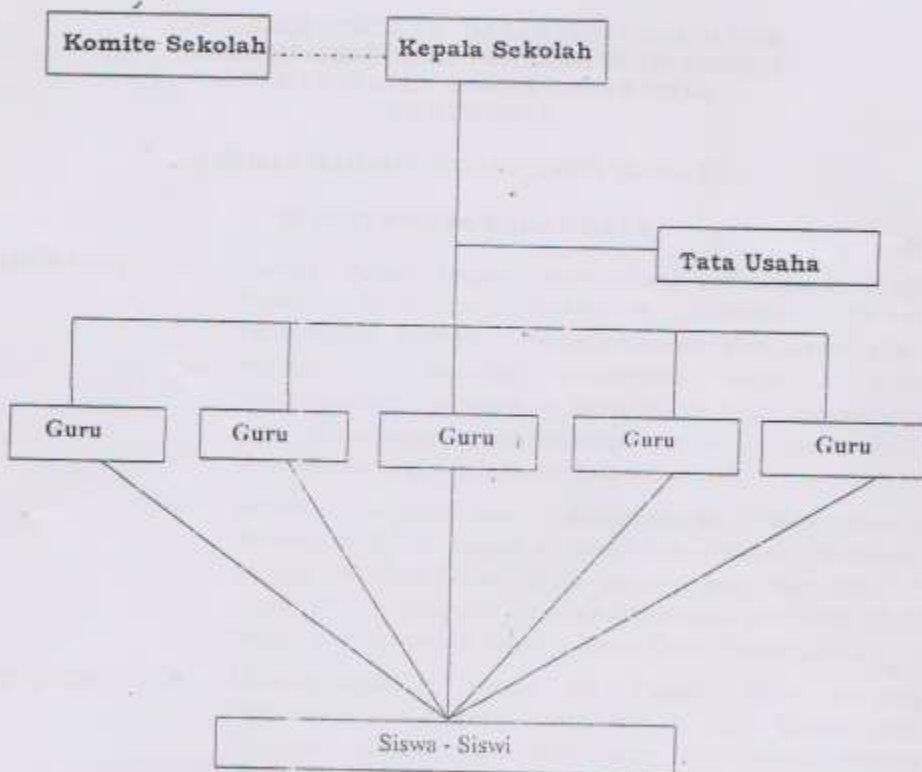 Komite Sekolah
Kepala Sekolah
Tata Usaha
Guru
Guru
Guru
Guru
Guru
Siswa - Siswi